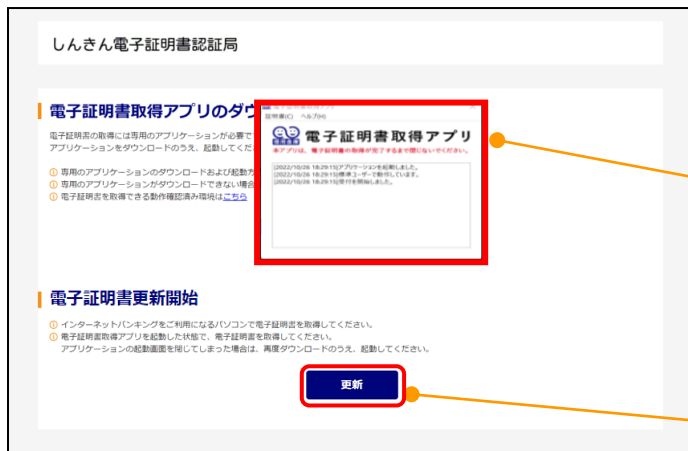 しんきん電子証明書認証局
電子証明書取得アプリのダウ
電子証明書の取得には専用のアプリケーションが必要で
アプリケーションをダウンロードのうえ、起動してくだ
専用のアプリケーションのダウンロードおよび起動方
専用のアプリケーションがダウンロードできない場合
電子証明書を取得できる動作確認済み環境はこちら
証明書(C) ヘルプ(H)
電子証明書取得アプリ
本アプリは、電子証明書の取得が完了するまで閉じないでください。
[2022/10/26 18:29:15]アプリケーションを起動しました。
[2022/10/26 18:29:15]標準ユーザーで動作しています。
[2022/10/26 18:29:15]受付を開始しました。
電子証明書更新開始
インターネットバンキングをご利用になるパソコンで電子証明書を取得してください。
電子証明書取得アプリを起動した状態で、電子証明書を取得してください。
アプリケーションの起動画面を閉じてしまった場合は、再度ダウンロードのうえ、起動してください。
更新